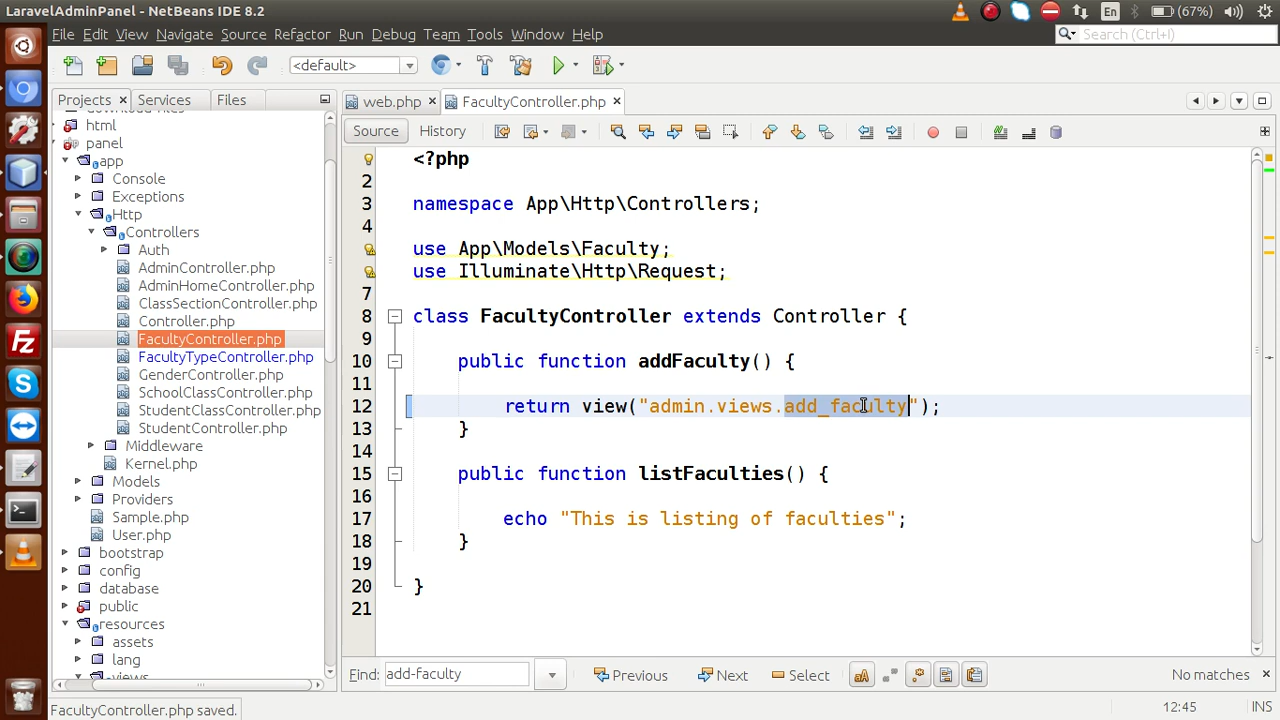 LaravelAdminPanel - NetBeans IDE 8.2
En
(67%)
File Edit View Navigate Source Refactor Run Debug Team Tools Window Help
Search (Ctrl+I)
<default>
Projects
Services
Files
web.php
FacultyController.php
Source
History
html
panel
app
Console
Exceptions
Http
Controllers
Auth
AdminController.php
AdminHomeController.php
ClassSectionController.php
Controller.php
FacultyController.php
FacultyTypeController.php
GenderController.php
SchoolClassController.php
StudentClassController.php
StudentController.php
Middleware
Kernel.php
Models
Providers
Sample.php
User.php
bootstrap
config
database
public
resources
assets
lang
views
<?php
2
3 namespace App\Http\Controllers;
4
use App\Models\Faculty;
use Illuminate\Http\Request;
7
8 class FacultyController extends Controller {
9
10 public function addFaculty() {
11
12 return view("admin.views.add_faculty");
13 }
14
15 public function listFaculties() {
16
17 echo "This is listing of faculties";
18 }
19
20 }
21
Find: add-faculty
Previous
Next
Select
aA
No matches
FacultyController.php saved.
12:45
INS